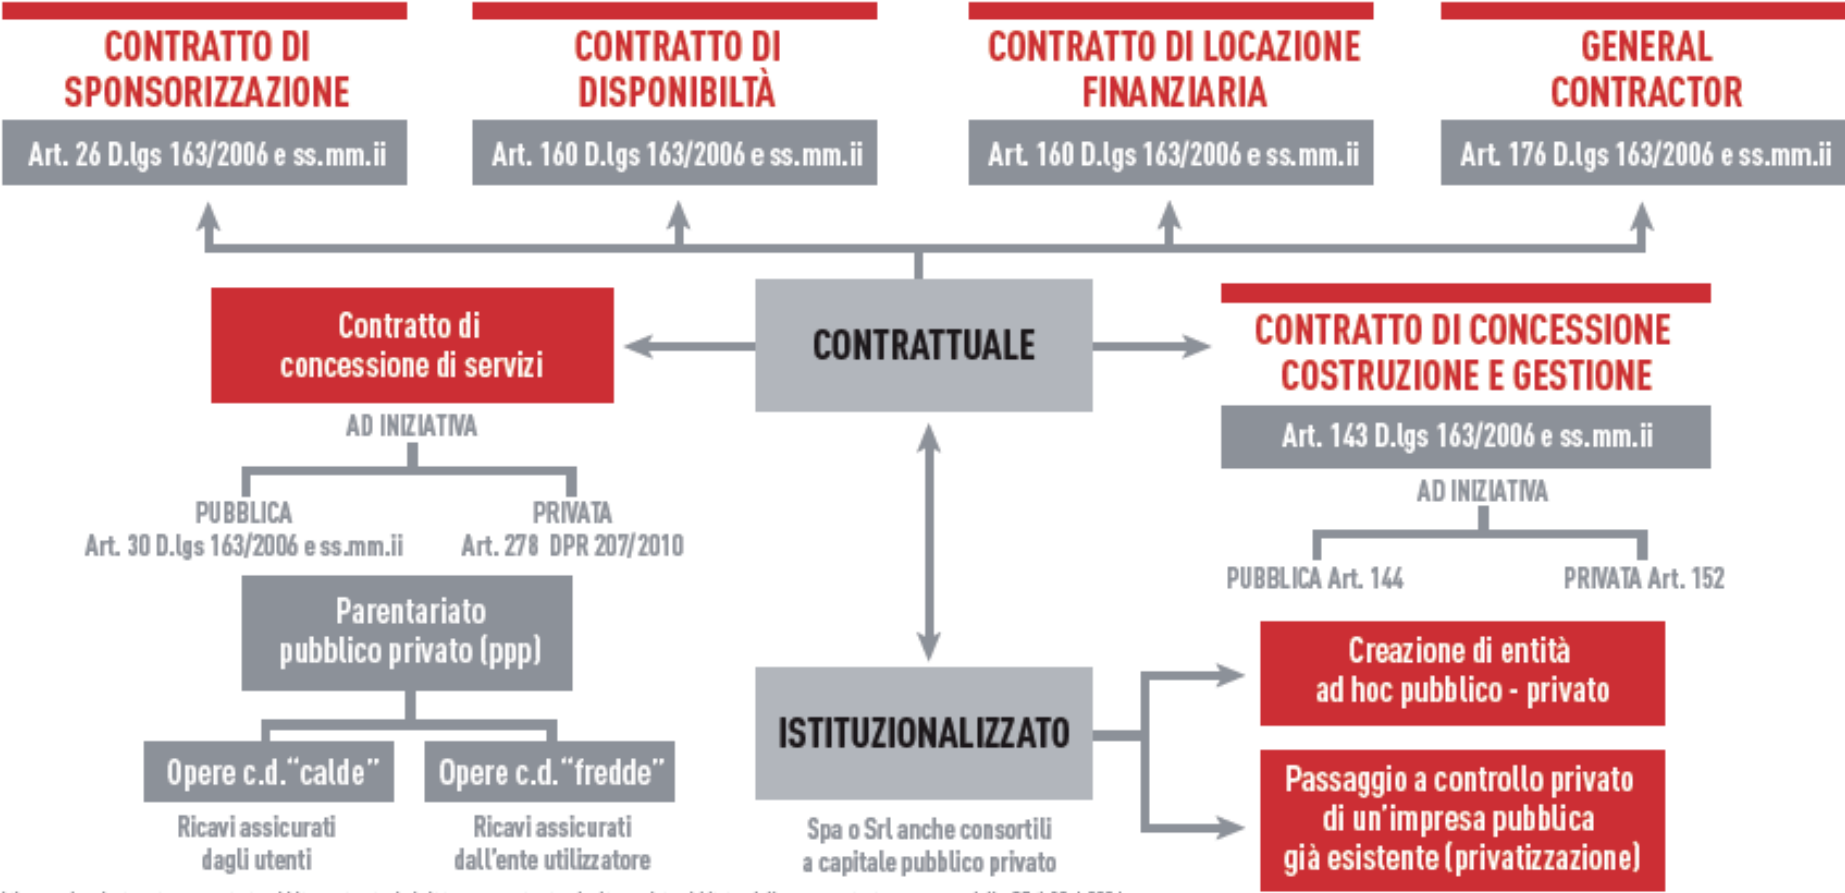 CONTRATTO DI
SPONSORIZZAZIONE
Art. 26 D.lgs 163/2006 e ss.mm.ii
CONTRATTO DI
DISPONIBILTÀ
Art. 160 D.lgs 163/2006 e ss.mm.ii
CONTRATTO DI LOCAZIONE
FINANZIARIA
Art. 160 D.lgs 163/2006 e ss.mm.ii
GENERAL
CONTRACTOR
Art. 176 D.lgs 163/2006 e ss.mm.ii
Contratto di
concessione di servizi
AD INIZIATIVA
PUBBLICA
Art. 30 D.lgs 163/2006 e ss.mm.ii
PRIVATA
Art. 278 DPR 207/2010
CONTRATTUALE
CONTRATTO DI CONCESSIONE
COSTRUZIONE E GESTIONE
Art. 143 D.lgs 163/2006 e ss.mm.ii
AD INIZIATIVA
PUBBLICA Art. 144
PRIVATA Art. 152
Parentariato
pubblico privato (ppp)
Opere c.d. “calde”
Ricavi assicurati
dagli utenti
Opere c.d. “fredde”
Ricavi assicurati
dall’ente utilizzatore
ISTITUZIONALIZZATO
Spa o Srl anche consortili
a capitale pubblico privato
Creazione di entità
ad hoc pubblico - privato
Passaggio a controllo privato
di un’impresa pubblica
già esistente (privatizzazione)